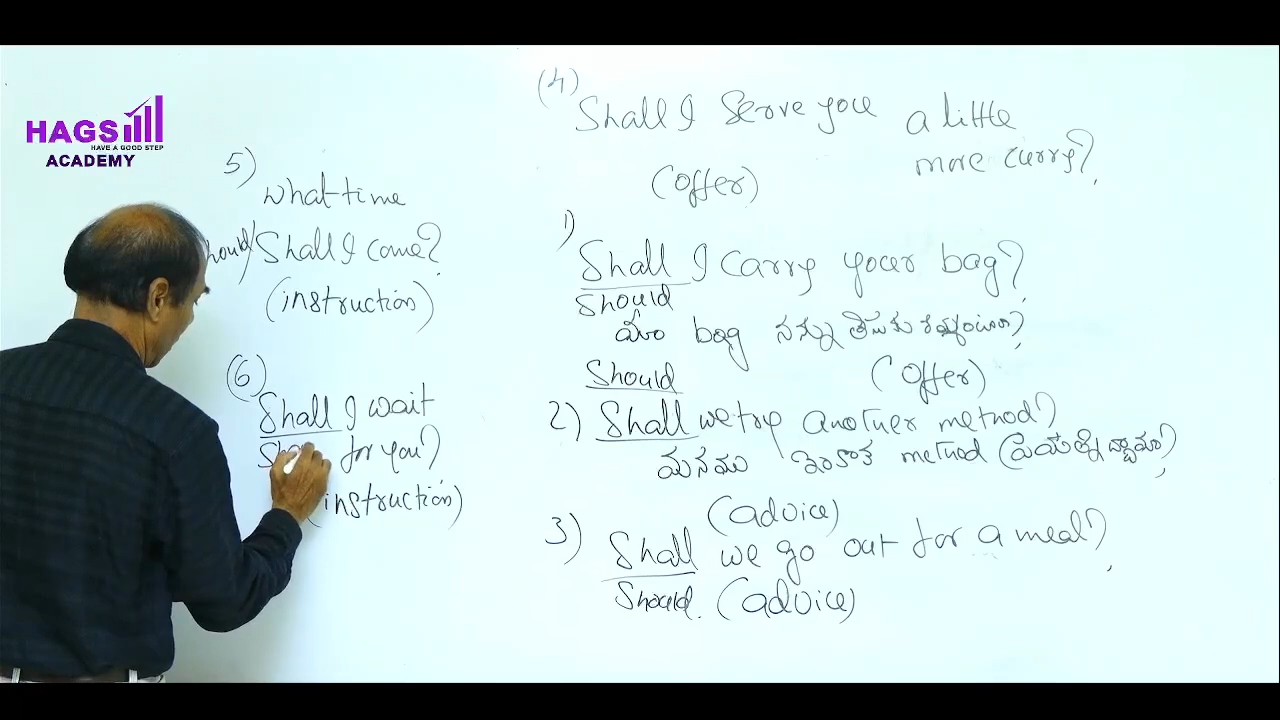 HAGS
HAVE A GOOD STEP
ACADEMY
5)
What time
Shall I come?
(instruction)
(6)
Shall I wait
for you?
(instruction)
(4)
Shall I Serve you a little
more curry?
(offer)
1)
Shall I carry your bag?
Should
మీ bag నన్ను
(offer)
Should
2) Shall we try another method?
మనము ఇంకొక method
(advice)
3) Shall we go out for a meal?
Should. (advice)